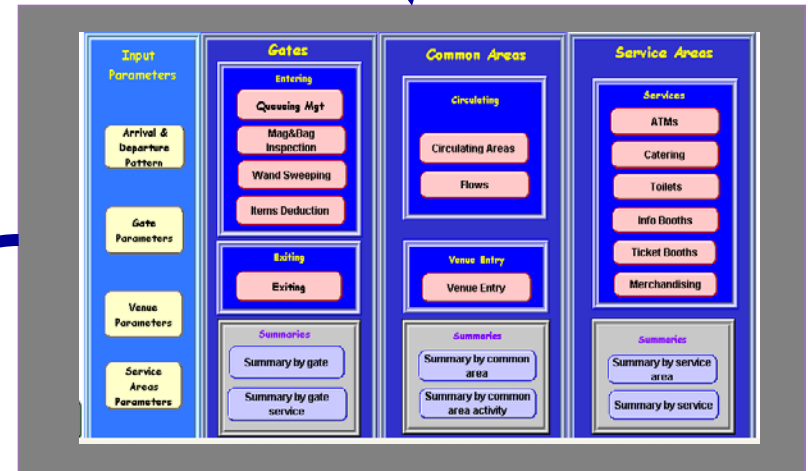 Input
Parameters
Arrival &
Departure
Pattern
Gate
Parameters
Venue
Parameters
Service
Areas
Parameters
Gates
Entering
Queueing Mgt
Mag&Bag
Inspection
Wand Sweeping
Items Deduction
Exiting
Exiting
Summaries
Summary by gate
Summary by gate
service
Common Areas
Circulating
Circulating Areas
Flows
Venue Entry
Venue Entry
Summaries
Summary by common
area
Summary by common
area activity
Service Areas
Services
ATMs
Catering
Toilets
Info Booths
Ticket Booths
Merchandising
Summaries
Summary by service
area
Summary by service